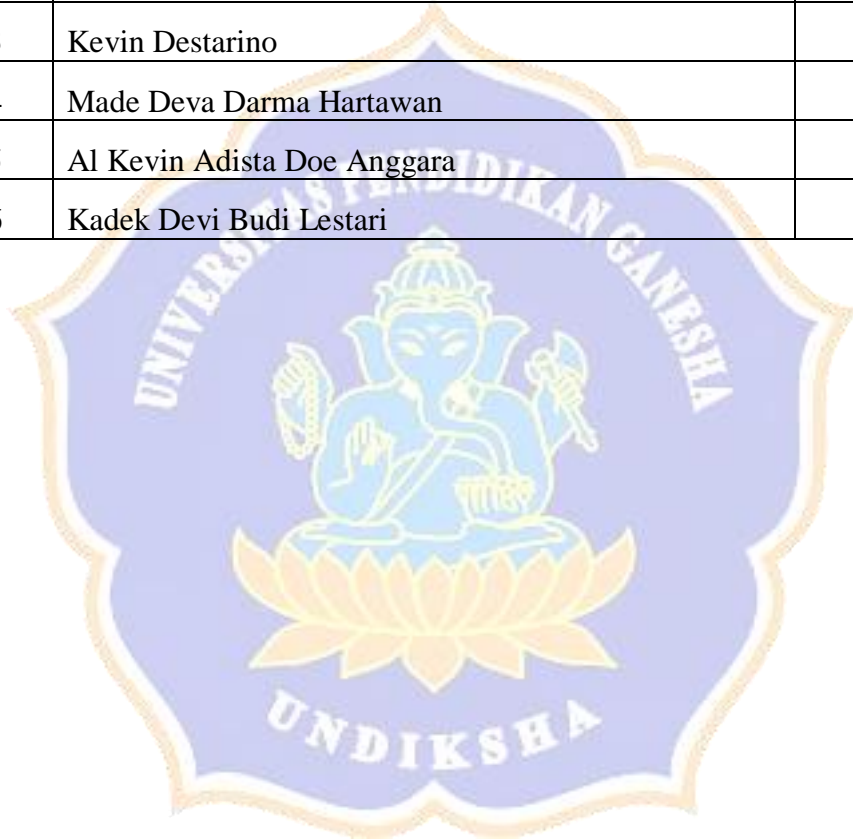 Kevin Destarino
Made Deva Darma Hartawan
Al Kevin Adista Doe Anggara
6 Kadek Devi Budi Lestari
UNIVERSITAS PENDIDIKAN GANESHA
UNDIKSHA